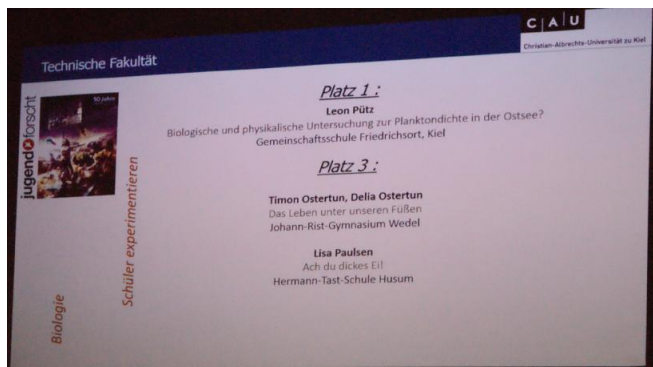 C|A|U
Christian-Albrechts-Universität zu Kiel
Technische Fakultät
jugend forscht
50 Jahre
Schüler experimentieren
Biologie
Platz 1 :
Leon Pütz
Biologische und physikalische Untersuchung zur Planktondichte in der Ostsee?
Gemeinschaftsschule Friedrichsort, Kiel
Platz 3 :
Timon Ostertun, Delia Ostertun
Das Leben unter unseren Füßen
Johann-Rist-Gymnasium Wedel
Lisa Paulsen
Ach du dickes Ei!
Hermann-Tast-Schule Husum